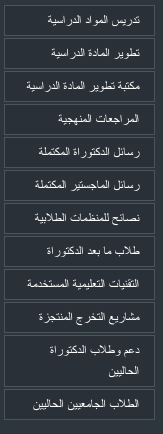 تدريس المواد الدراسية
تطوير المادة الدراسية
مكتبة تطوير المادة الدراسية
المراجعات المنهجية
رسائل الدكتوراة المكتملة
رسائل الماجستير المكتملة
نصائح للمنظمات الطلابية
طلاب ما بعد الدكتوراة
التقنيات التعليمية المستخدمة
مشاريع التخرج المنتجزة
دعم وطلاب الدكتوراة
الحاليين
الطلاب الجامعيين الحاليين